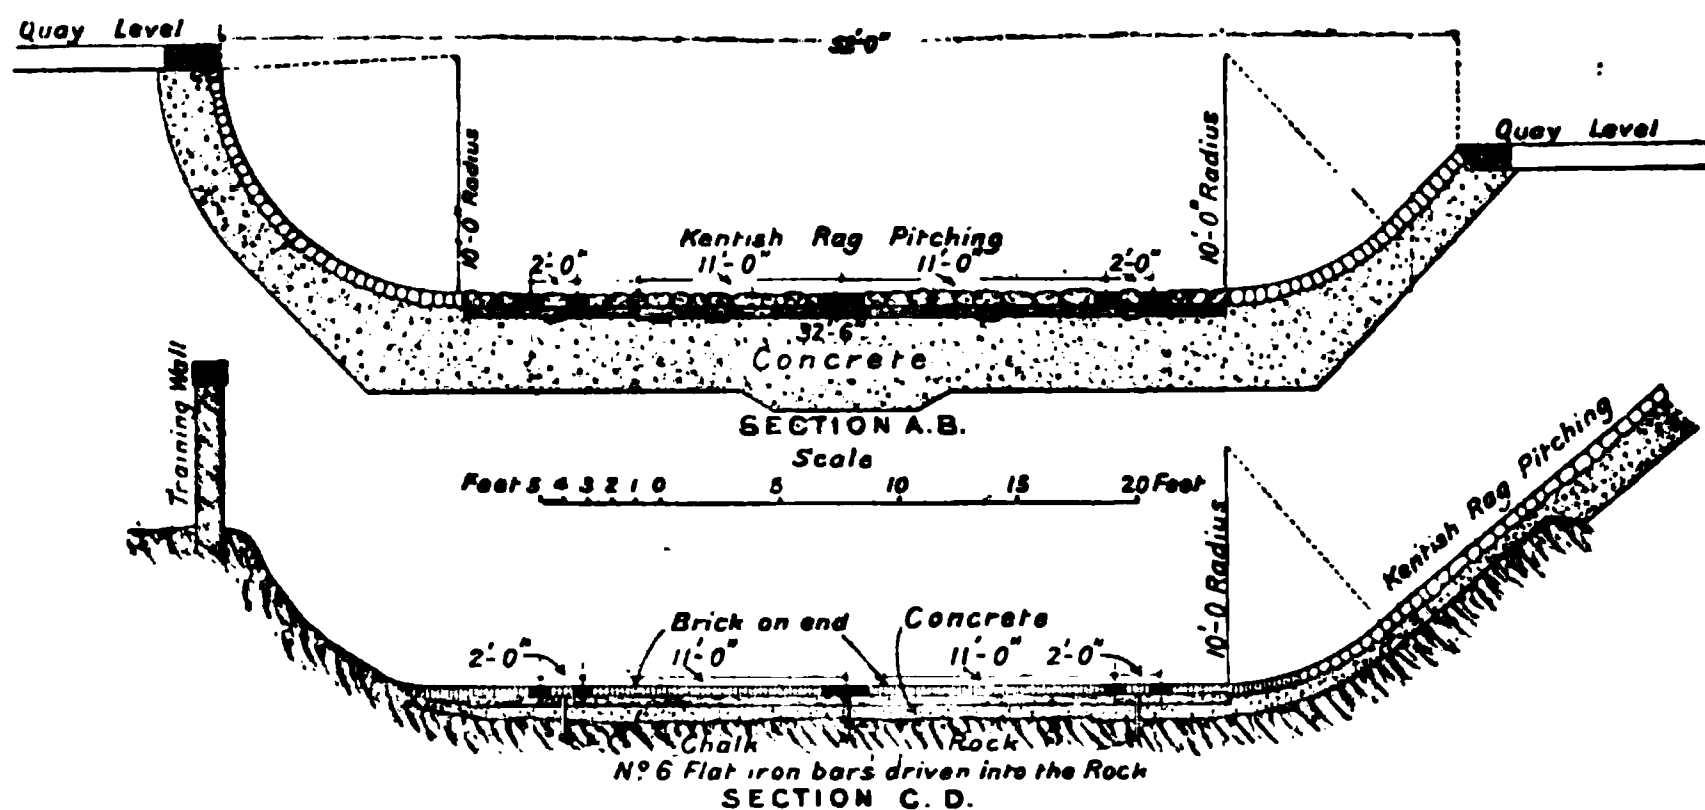 Quay Level
52'-0"
Quay Level
10'-0" Radius
10'-0" Radius
Kentish Rag Pitching
2'-0" 11'-0" 11'-0" 2'-0"
32'-6"
Concrete
SECTION A.B.
Scale
Feet 5 4 3 2 1 0 5 10 15 20 Feet
Training Wall
10'-0 Radius
Kentish Rag Pitching
Brick on end Concrete
2'-0" 11'-0" 11'-0" 2'-0"
Chalk Rock
Nº 6 Flat iron bars driven into the Rock
SECTION C. D.